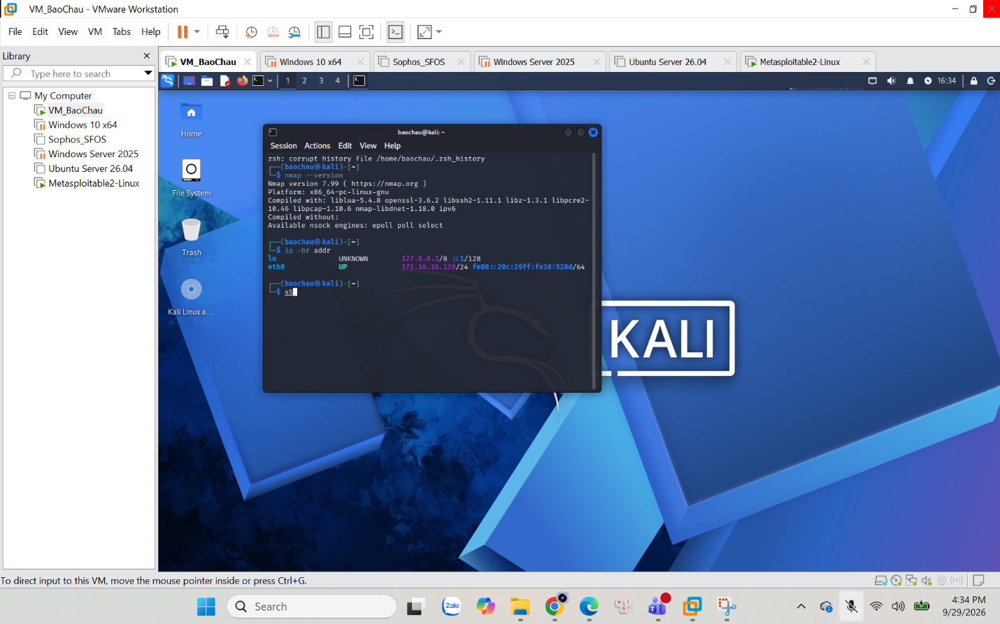 VM_BaoChau - VMware Workstation
File Edit View VM Tabs Help
Library
Type here to search
My Computer
VM_BaoChau
Windows 10 x64
Sophos_SFOS
Windows Server 2025
Ubuntu Server 26.04
Metasploitable2-Linux
VM_BaoChau Windows 10 x64 Sophos_SFOS Windows Server 2025 Ubuntu Server 26.04 Metasploitable2-Linux
1 2 3 4 16:34
Home
File System
Trash
Kali Linux a...
baochau@kali: ~
Session Actions Edit View Help
zsh: corrupt history file /home/baochau/.zsh_history
┌──(baochau㉿kali)-[~]
└─$ nmap --version
Nmap version 7.99 ( https://nmap.org )
Platform: x86_64-pc-linux-gnu
Compiled with: liblua-5.4.8 openssl-3.6.2 libssh2-1.11.1 libz-1.3.1 libpcre2-
10.46 libpcap-1.10.6 nmap-libdnet-1.18.0 ipv6
Compiled without:
Available nsock engines: epoll poll select
┌──(baochau㉿kali)-[~]
└─$ ip -br addr
lo UNKNOWN 127.0.0.1/8 ::1/128
eth0 UP 172.16.16.129/24 fe80::20c:29ff:fe38:528d/64
┌──(baochau㉿kali)-[~]
└─$ sS
KALI
To direct input to this VM, move the mouse pointer inside or press Ctrl+G.
Search
Zalo
4:34 PM
9/29/2026